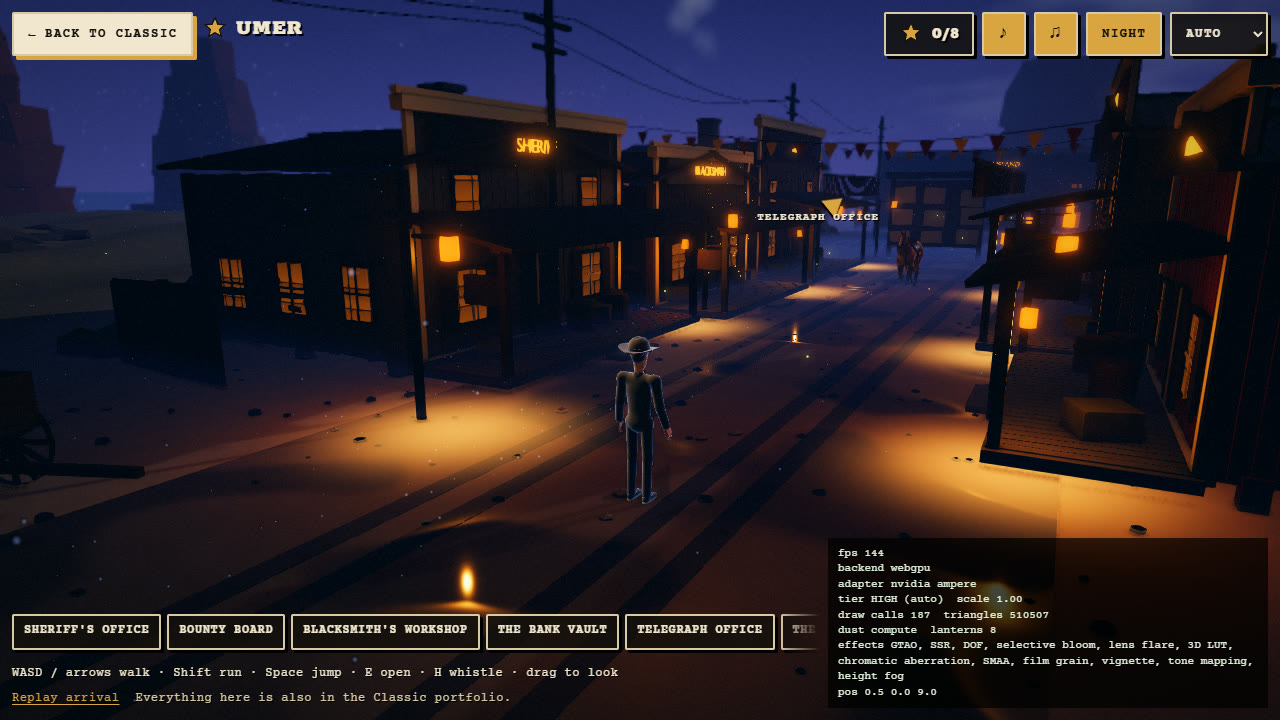 ← BACK TO CLASSIC
★ UMER
★ 0/8
♪
♫
NIGHT
AUTO
TELEGRAPH OFFICE
fps 144
backend webgpu
adapter nvidia ampere
tier HIGH (auto)  scale 1.00
draw calls 187  triangles 510507
dust compute  lanterns 8
effects GTAO, SSR, DOF, selective bloom, lens flare, 3D LUT,
chromatic aberration, SMAA, film grain, vignette, tone mapping,
height fog
pos 0.5 0.0 9.0
SHERIFF'S OFFICE
BOUNTY BOARD
BLACKSMITH'S WORKSHOP
THE BANK VAULT
TELEGRAPH OFFICE
THE
WASD / arrows walk · Shift run · Space jump · E open · H whistle · drag to look
Replay arrival  Everything here is also in the Classic portfolio.